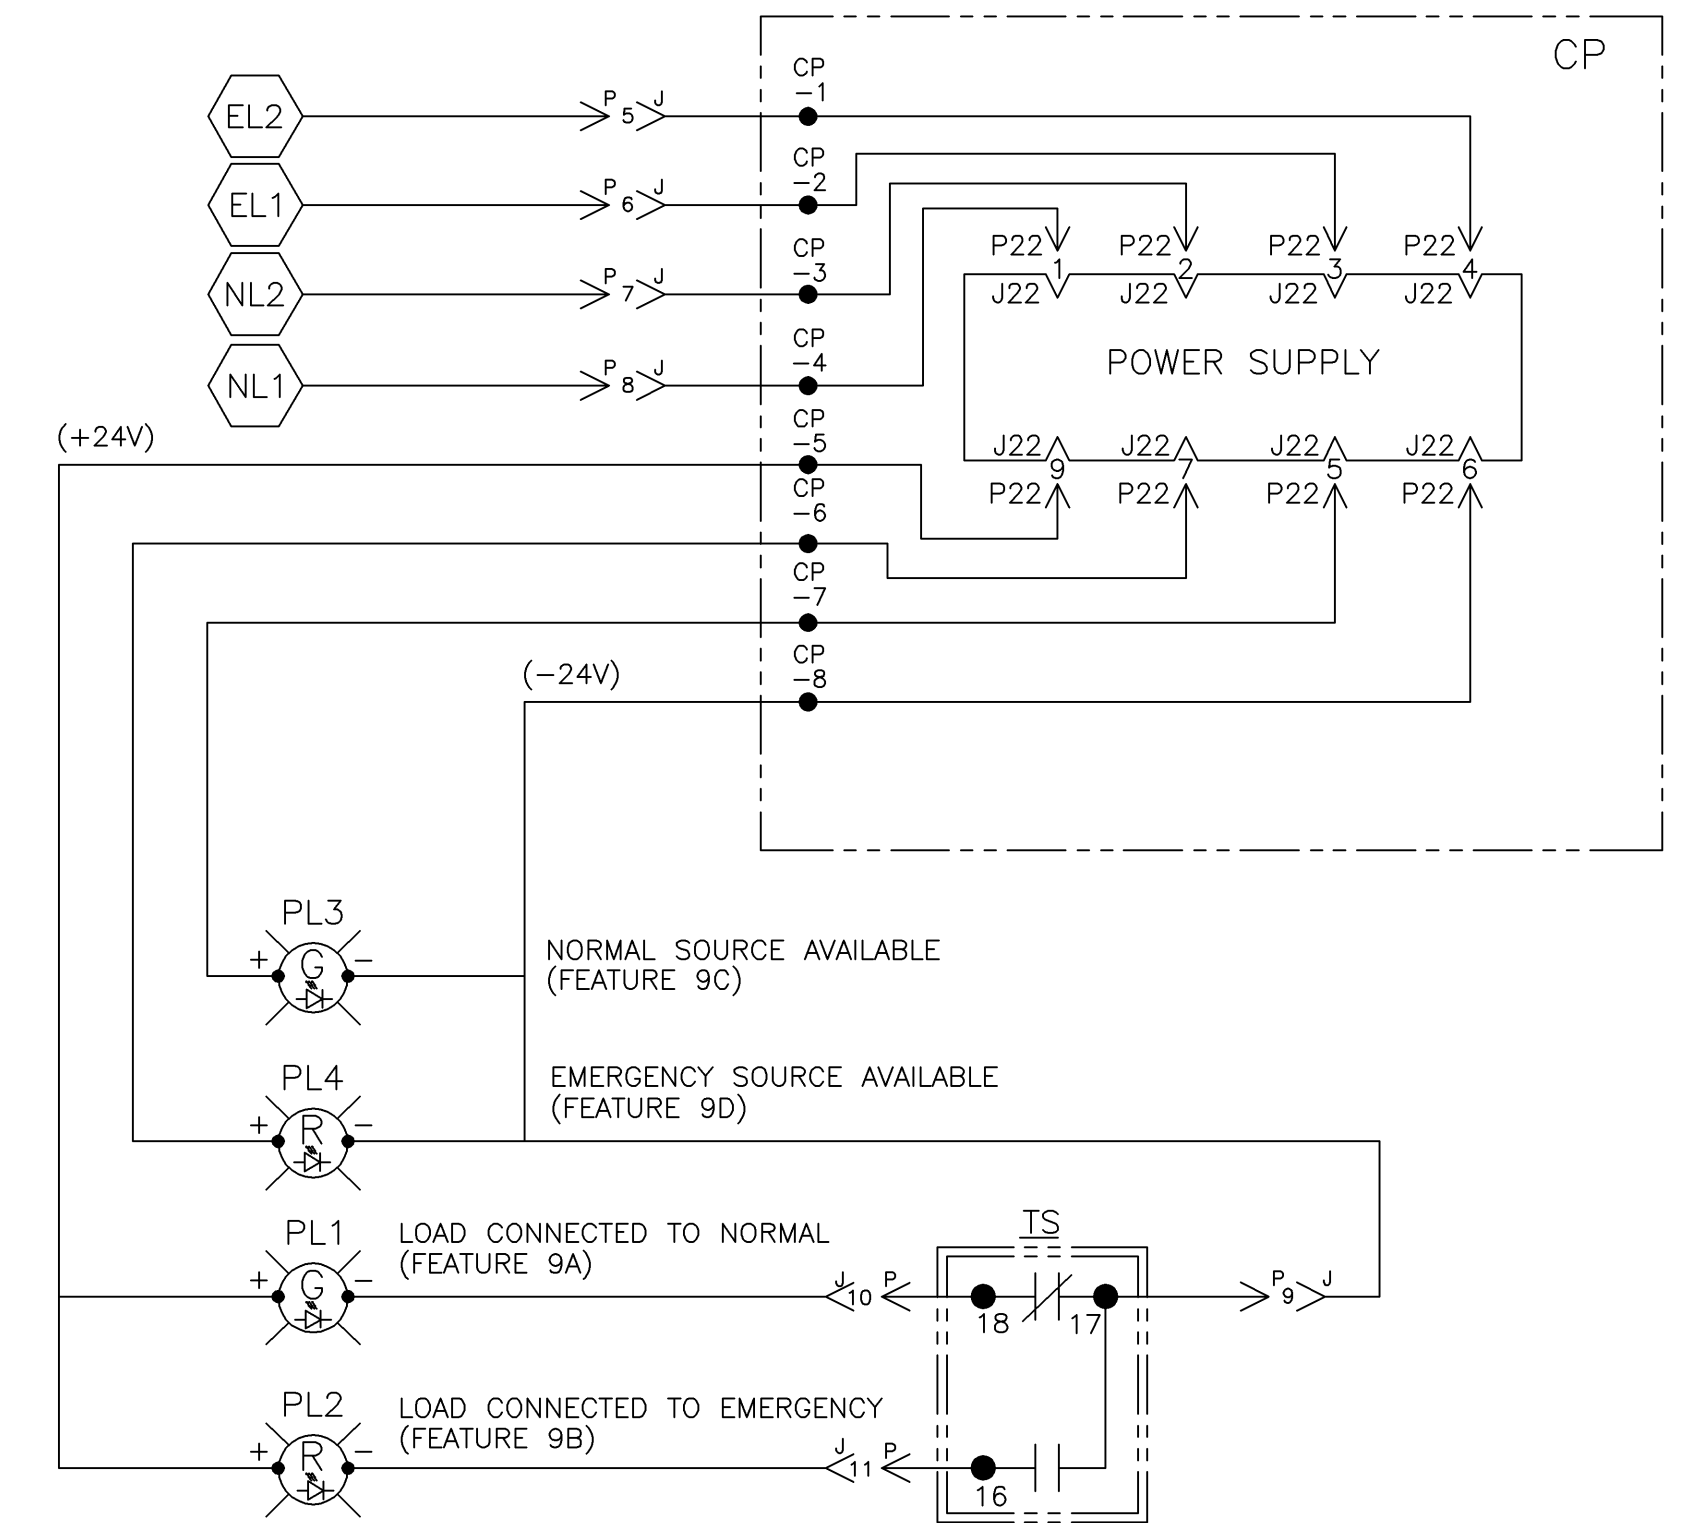 CP
CP
-1
EL2
P 5 J
CP
-2
EL1
P 6 J
CP
-3
NL2
P 7 J
CP
-4
NL1
P 8 J
P22 P22 P22 P22
1 2 3 4
J22 J22 J22 J22
POWER SUPPLY
J22 J22 J22 J22
9 7 5 6
P22 P22 P22 P22
(+24V)
CP
-5
CP
-6
CP
-7
(-24V)
CP
-8
PL3
+ G -
NORMAL SOURCE AVAILABLE
(FEATURE 9C)
PL4
+ R -
EMERGENCY SOURCE AVAILABLE
(FEATURE 9D)
PL1
+ G -
LOAD CONNECTED TO NORMAL
(FEATURE 9A)
J 10 P
TS
18 17
P 9 J
PL2
+ R -
LOAD CONNECTED TO EMERGENCY
(FEATURE 9B)
J 11 P
16